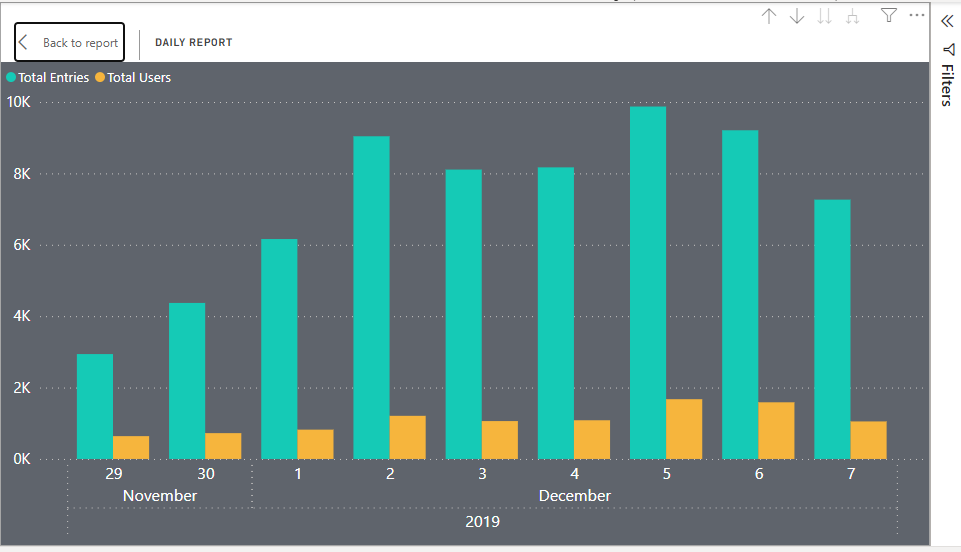 Back to report
DAILY REPORT
Filters
Total Entries Total Users
10K
8K
6K
4K
2K
0K
29 30 1 2 3 4 5 6 7
November December
2019